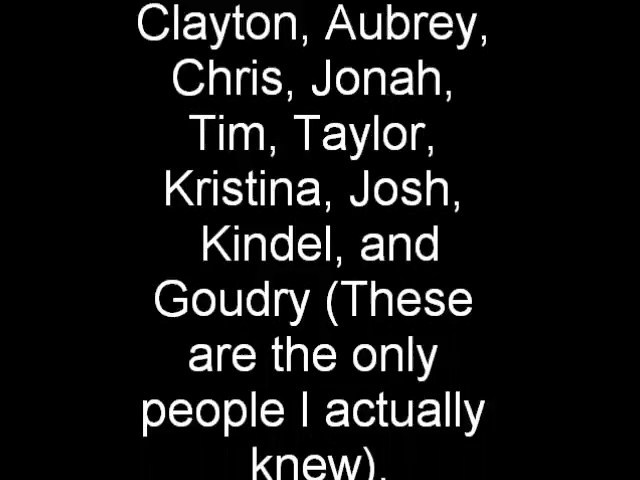 Clayton, Aubrey,
Chris, Jonah,
Tim, Taylor,
Kristina, Josh,
Kindel, and
Goudry (These
are the only
people I actually
knew).